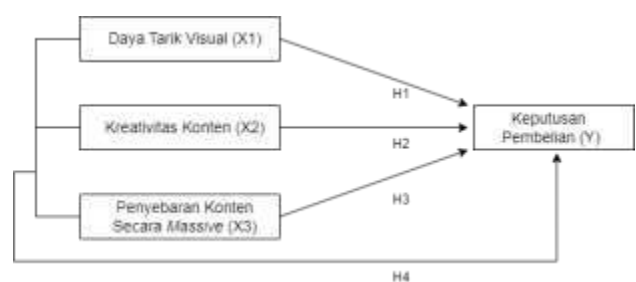 Daya Tarik Visual (X1)
H1
Kreativitas Konten (X2)
Keputusan
Pembelian (Y)
H2
Penyebaran Konten
Secara Massive (X3)
H3
H4